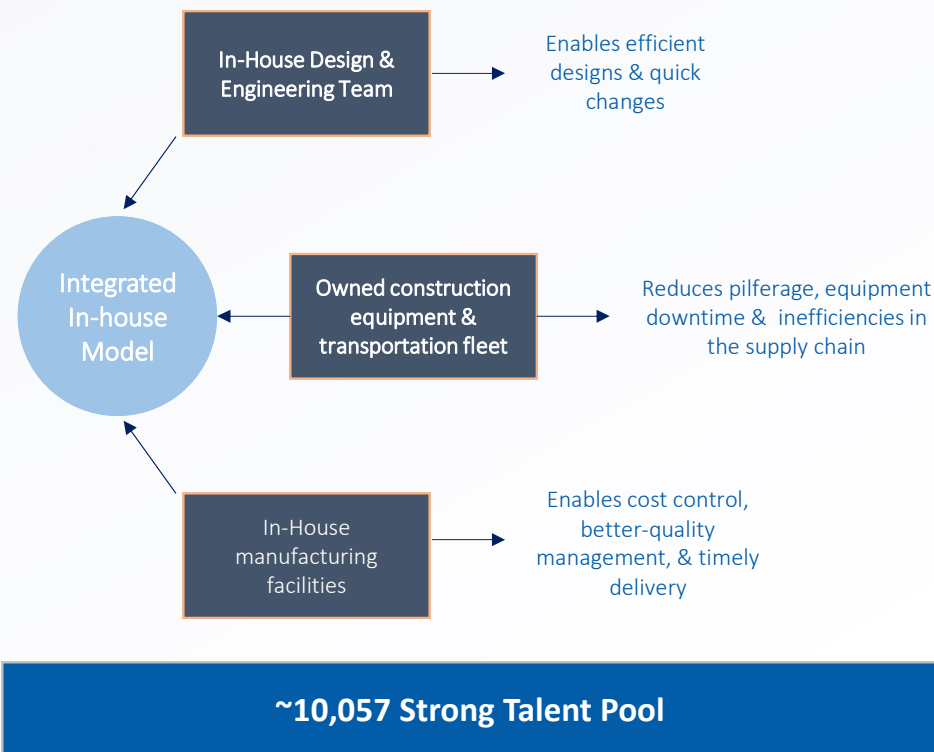 In-House Design &
Engineering Team
Enables efficient
designs & quick
changes
Integrated
In-house
Model
Owned construction
equipment &
transportation fleet
Reduces pilferage, equipment
downtime & inefficiencies in
the supply chain
In-House
manufacturing
facilities
Enables cost control,
better-quality
management, & timely
delivery
~10,057 Strong Talent Pool